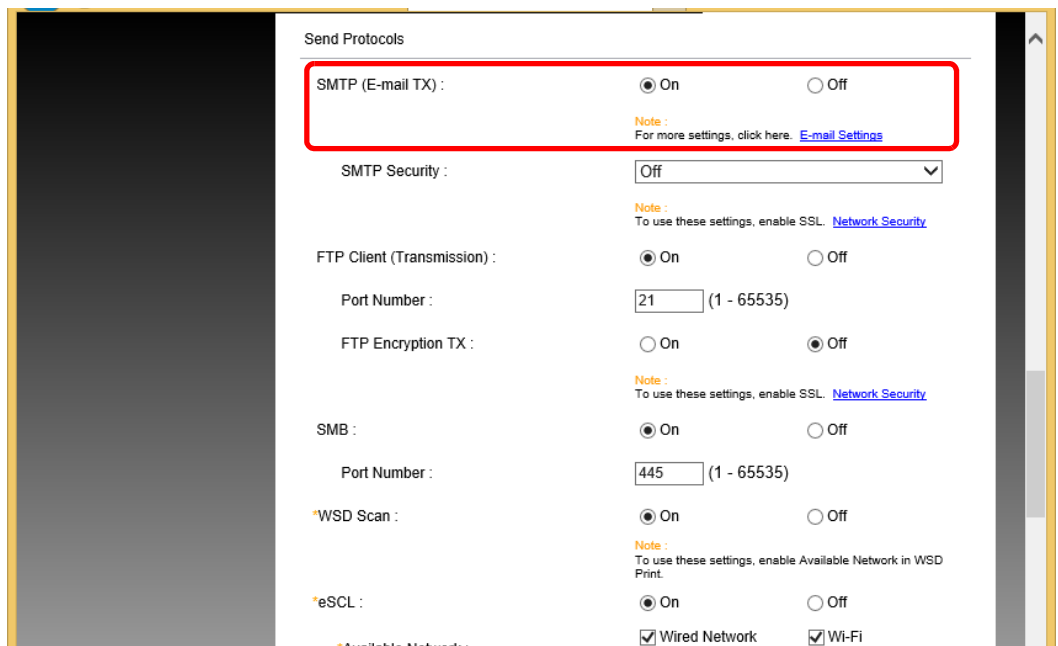 Send Protocols
SMTP (E-mail TX) : On Off
Note :
For more settings, click here. E-mail Settings
SMTP Security : Off
Note :
To use these settings, enable SSL. Network Security
FTP Client (Transmission) : On Off
Port Number : 21 (1 - 65535)
FTP Encryption TX : On Off
Note :
To use these settings, enable SSL. Network Security
SMB : On Off
Port Number : 445 (1 - 65535)
*WSD Scan : On Off
Note :
To use these settings, enable Available Network in WSD
Print.
*eSCL : On Off
*Available Network : Wired Network Wi-Fi